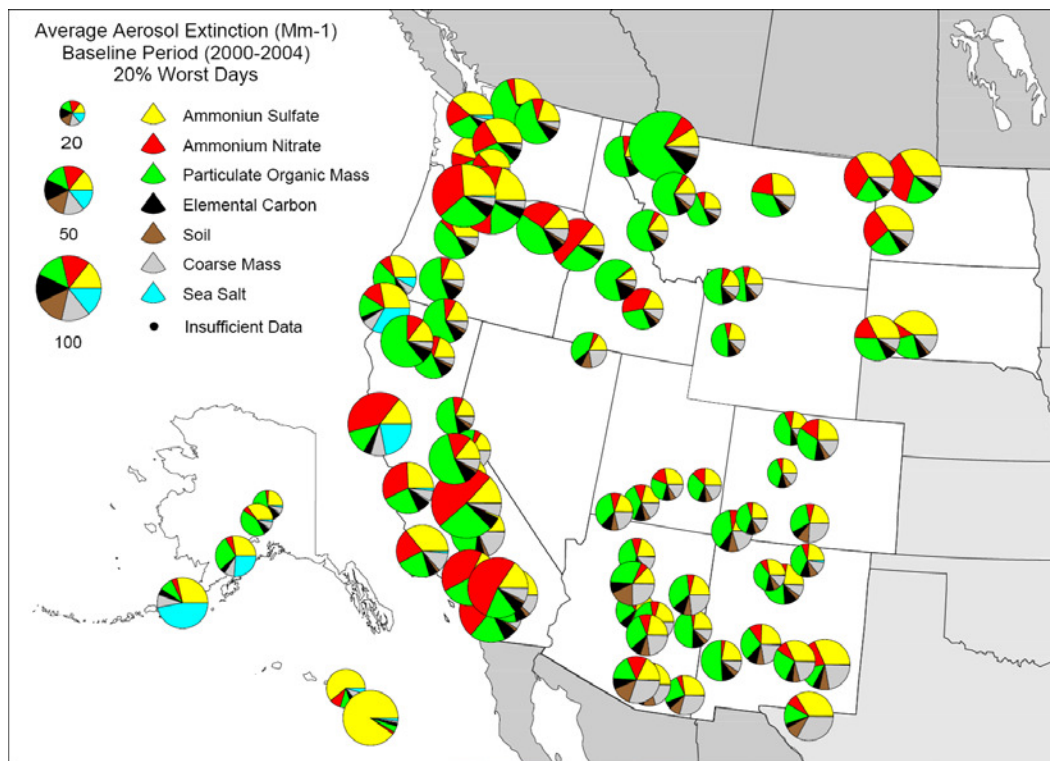 Average Aerosol Extinction (Mm-1)
Baseline Period (2000-2004)
20% Worst Days
20
50
100
Ammoniun Sulfate
Ammonium Nitrate
Particulate Organic Mass
Elemental Carbon
Soil
Coarse Mass
Sea Salt
Insufficient Data